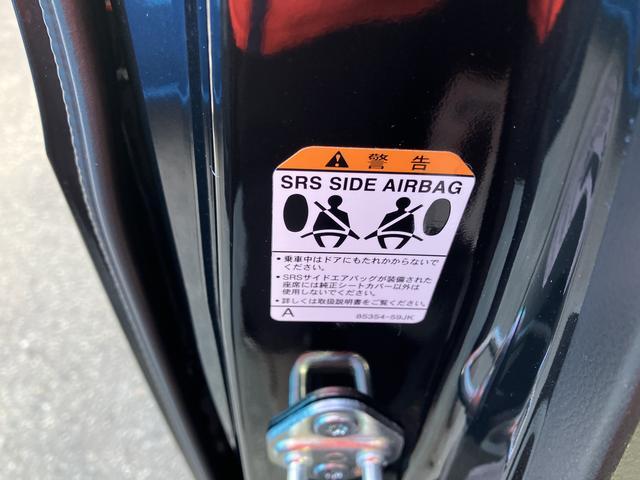 警告
SRS SIDE AIRBAG
・乗車中はドアにもたれかからないで
ください。
・SRSサイドエアバッグが装備された
座席には純正シートカバー以外は
使用しないでください。
・詳しくは取扱説明書をご覧ください。
A 85354-59JK